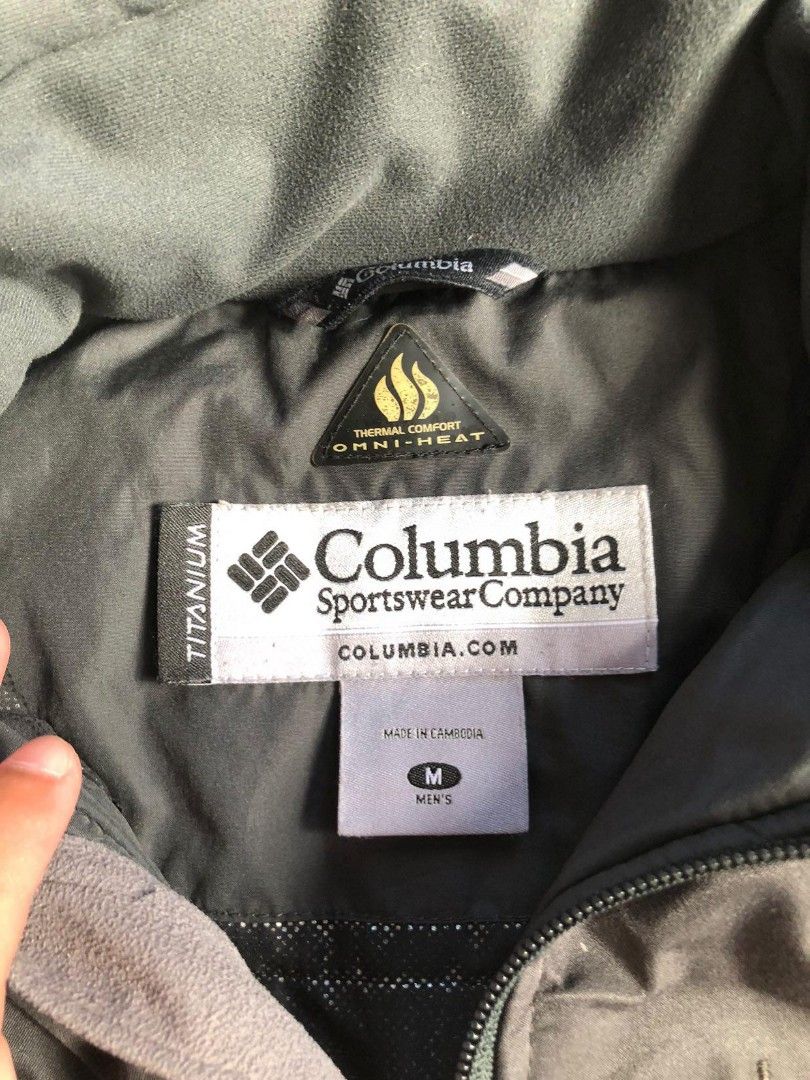 Columbia
THERMAL COMFORT
OMNI-HEAT
TITANIUM
Columbia
Sportswear Company
COLUMBIA.COM
MADE IN CAMBODIA
M
MEN'S